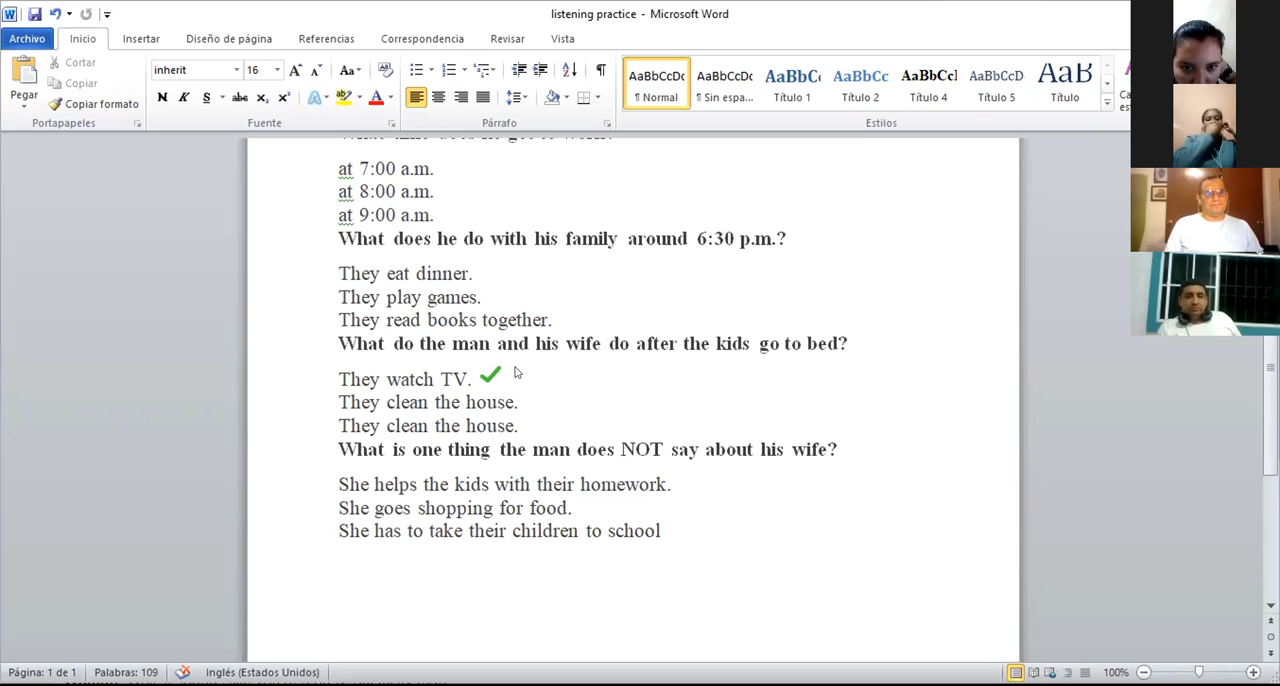 listening practice - Microsoft Word
Archivo Inicio Insertar Diseño de página Referencias Correspondencia Revisar Vista
Pegar
Cortar
Copiar
Copiar formato
Portapapeles
inherit 16
N K S abc x₂ x²
Fuente
Párrafo
AaBbCcDc AaBbCcDc AaBbC AaBbCc AaBbCcI AaBbCcD AaB
¶ Normal ¶ Sin espa... Título 1 Título 2 Título 4 Título 5 Título
Estilos
at 7:00 a.m.
at 8:00 a.m.
at 9:00 a.m.
What does he do with his family around 6:30 p.m.?
They eat dinner.
They play games.
They read books together.
What do the man and his wife do after the kids go to bed?
They watch TV.
They clean the house.
They clean the house.
What is one thing the man does NOT say about his wife?
She helps the kids with their homework.
She goes shopping for food.
She has to take their children to school
Página: 1 de 1 Palabras: 109 Inglés (Estados Unidos) 100%